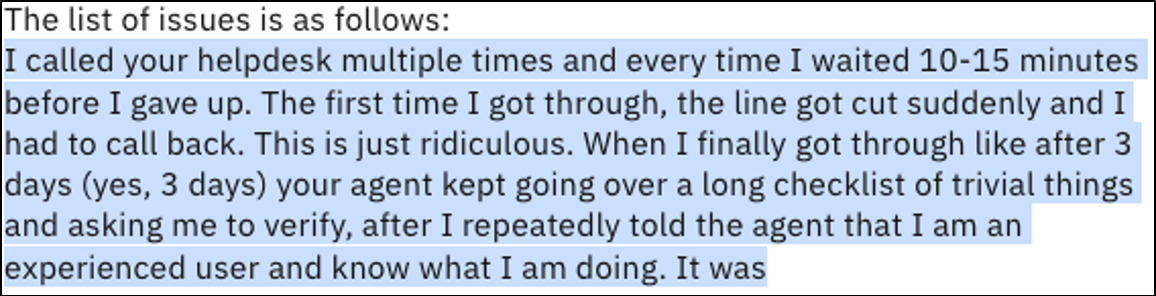 The list of issues is as follows:
I called your helpdesk multiple times and every time I waited 10-15 minutes
before I gave up. The first time I got through, the line got cut suddenly and I
had to call back. This is just ridiculous. When I finally got through like after 3
days (yes, 3 days) your agent kept going over a long checklist of trivial things
and asking me to verify, after I repeatedly told the agent that I am an
experienced user and know what I am doing. It was